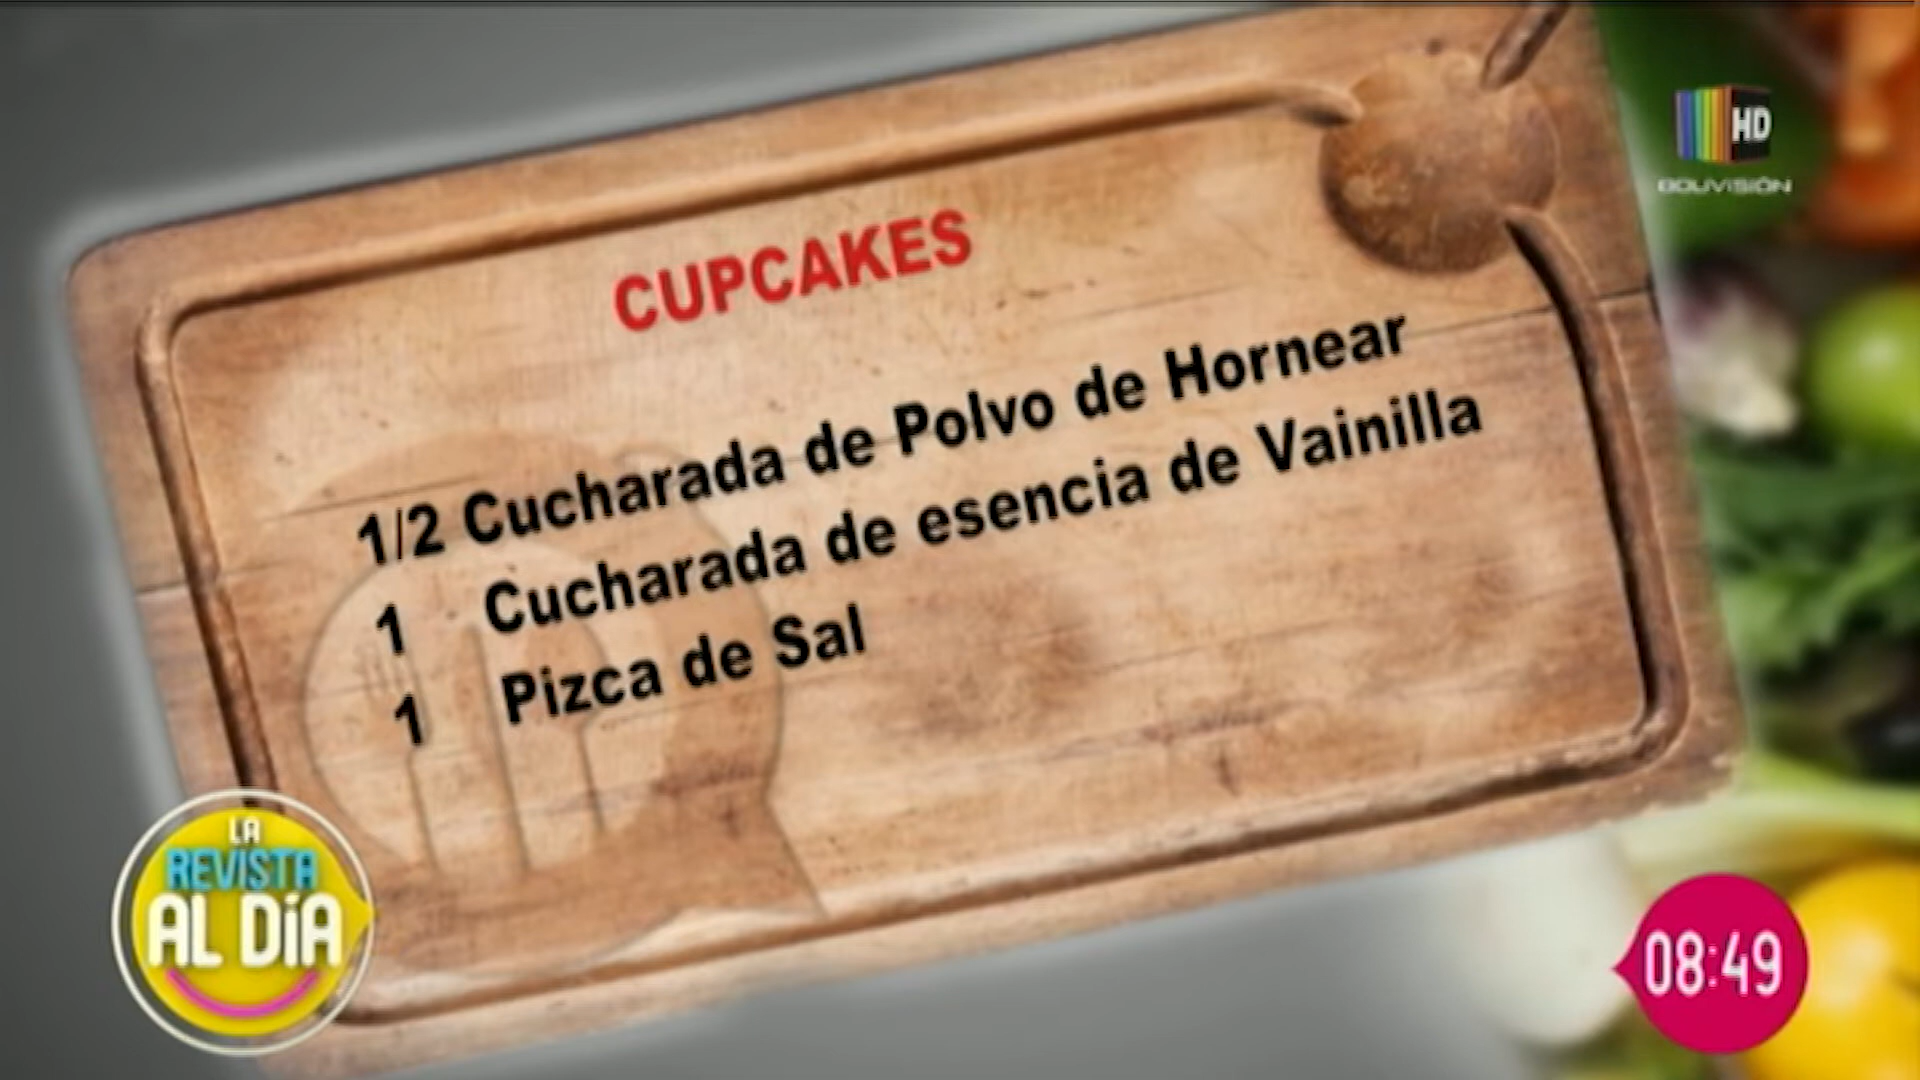 HD
BOLIVISIÓN
CUPCAKES
1/2 Cucharada de Polvo de Hornear
1 Cucharada de esencia de Vainilla
1 Pizca de Sal
LA
REVISTA
AL DÍA
08:49